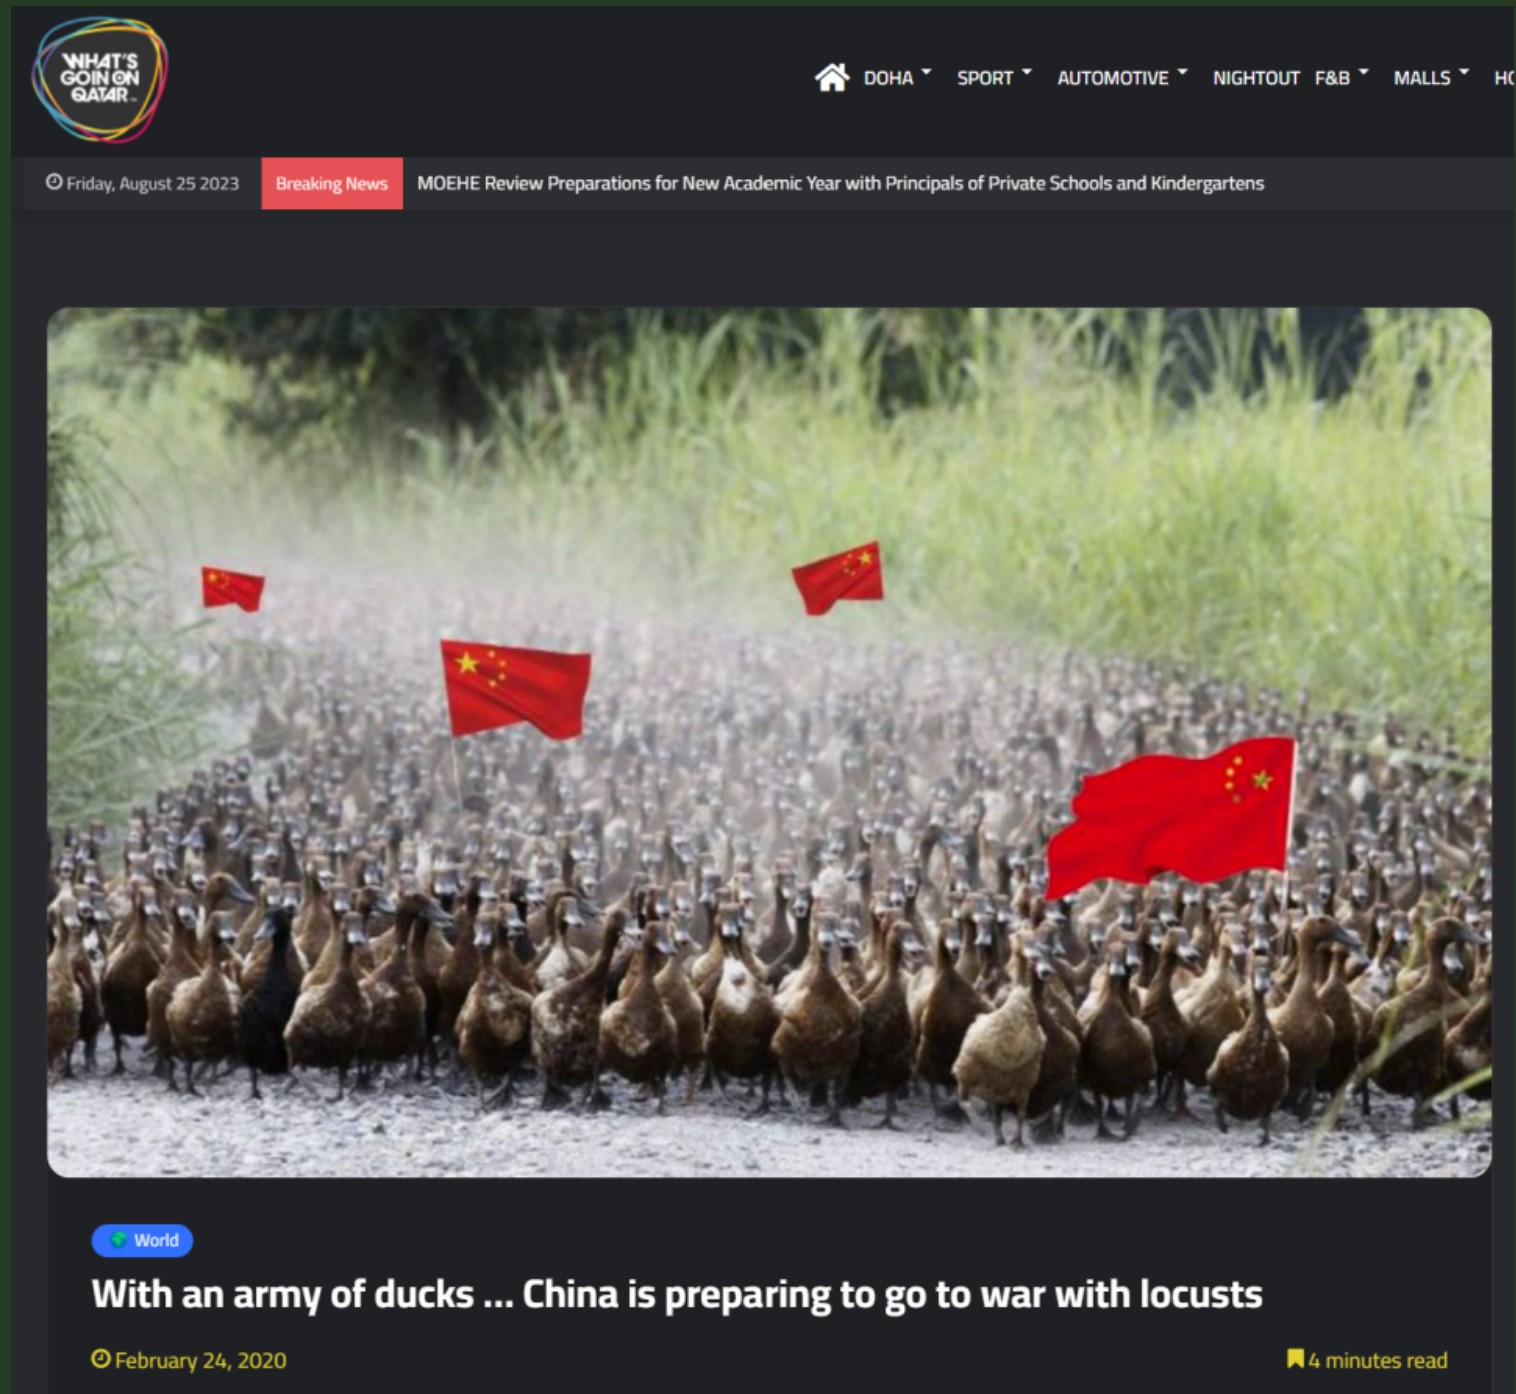 WHAT'S
GOIN ON
QATAR
DOHA SPORT AUTOMOTIVE NIGHTOUT F&B MALLS
Friday, August 25 2023 Breaking News MOEHE Review Preparations for New Academic Year with Principals of Private Schools and Kindergartens
World
With an army of ducks ... China is preparing to go to war with locusts
February 24, 2020 4 minutes read